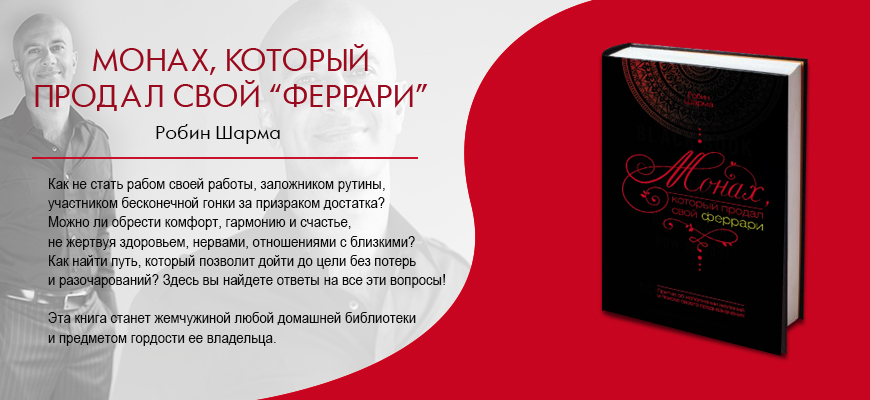 МОНАХ, КОТОРЫЙ
ПРОДАЛ СВОЙ “ФЕРРАРИ”
Робин Шарма
Как не стать рабом своей работы, заложником рутины,
участником бесконечной гонки за призраком достатка?
Можно ли обрести комфорт, гармонию и счастье,
не жертвуя здоровьем, нервами, отношениями с близкими?
Как найти путь, который позволит дойти до цели без потерь
и разочарований? Здесь вы найдете ответы на все эти вопросы!
Эта книга станет жемчужиной любой домашней библиотеки
и предметом гордости ее владельца.
Робин
Шарма
Монах,
который продал
свой феррари